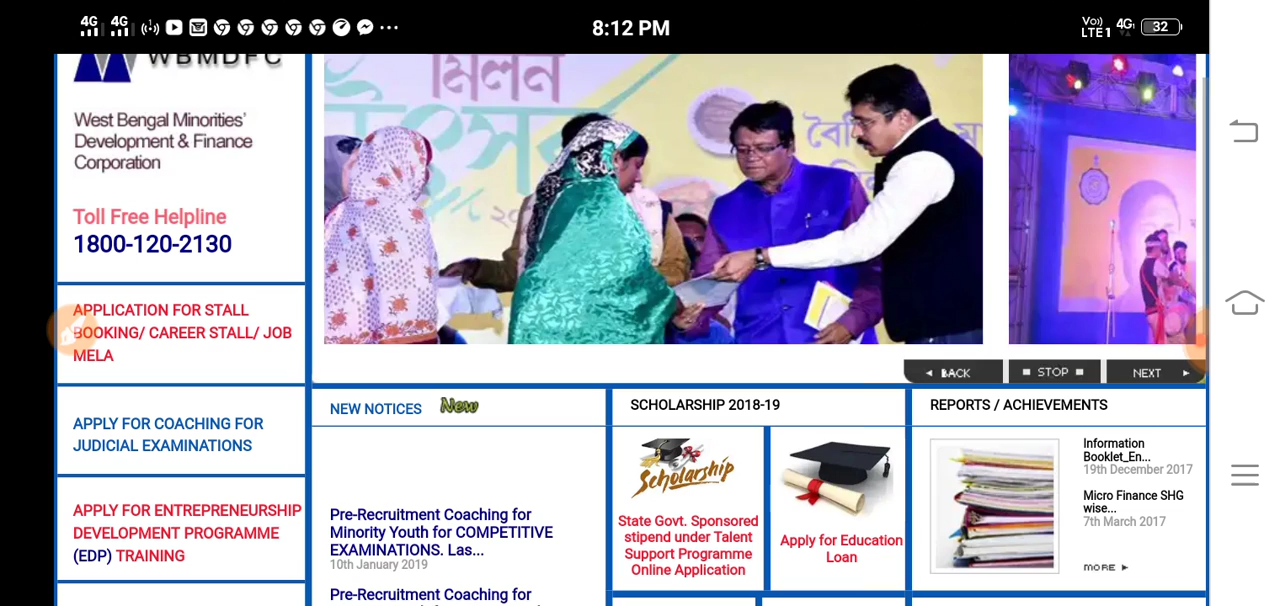 4G 4G 8:12 PM Vo)) LTE 1 4G 32
WBMDFC
West Bengal Minorities'
Development & Finance
Corporation
Toll Free Helpline
1800-120-2130
APPLICATION FOR STALL
BOOKING/ CAREER STALL/ JOB
MELA
APPLY FOR COACHING FOR
JUDICIAL EXAMINATIONS
APPLY FOR ENTREPRENEURSHIP
DEVELOPMENT PROGRAMME
(EDP) TRAINING
মিলন
উৎসব
BACK STOP NEXT
NEW NOTICES New
Pre-Recruitment Coaching for
Minority Youth for COMPETITIVE
EXAMINATIONS. Las...
10th January 2019
Pre-Recruitment Coaching for
SCHOLARSHIP 2018-19
Scholarship
State Govt. Sponsored
stipend under Talent
Support Programme
Online Application
Apply for Education
Loan
REPORTS / ACHIEVEMENTS
Information
Booklet_En...
19th December 2017
Micro Finance SHG
wise...
7th March 2017
MORE